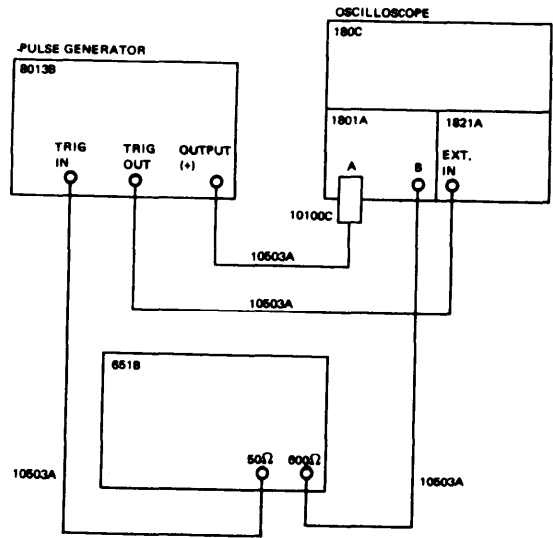 OSCILLOSCOPE
180C
PULSE GENERATOR
8013B
1801A
1821A
TRIG IN
TRIG OUT
OUTPUT (+)
A
B
EXT. IN
10100C
10503A
10503A
651B
50Ω
600Ω
10503A
10503A